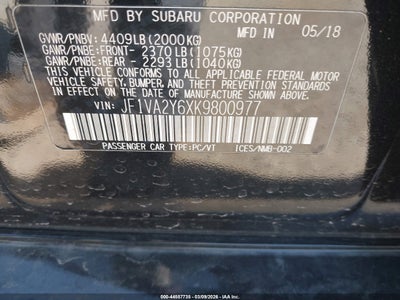 MFD BY SUBARU CORPORATION 05/18
GVWR/PNBV: 4409LB(2000KG)
GAWR/PNBE:FRONT- 2370LB(1075KG)
GAWR/PNBE:REAR - 2293LB(1040KG)
THIS VEHICLE CONFORMS TO ALL APPLICABLE
FEDERAL MOTOR VEHICLE SAFETY, BUMPER,
AND THEFT PREVENTION STANDARDS IN
EFFECT ON THE DATE OF MANUFACTURE
SHOWN ABOVE.
VIN: JF1VA2Y6XK9800977
PASSENGER CAR TYPE:PC/VT ICES/NMB-002
000-44557735 - 03/09/2026 - IAA Inc.